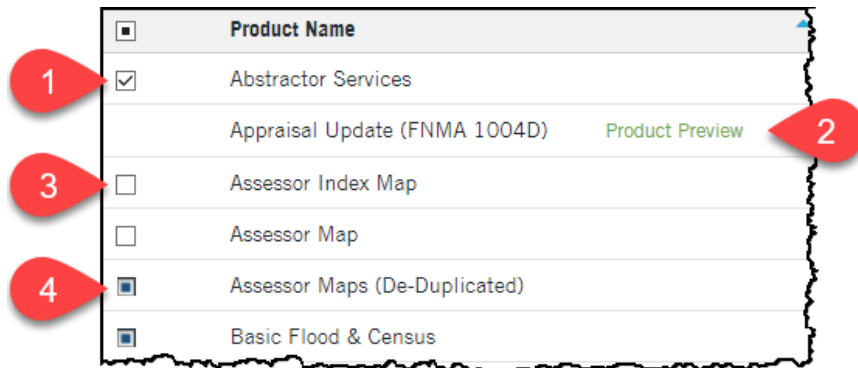 Product Name
1 Abstractor Services
Appraisal Update (FNMA 1004D) Product Preview 2
3 Assessor Index Map
Assessor Map
4 Assessor Maps (De-Duplicated)
Basic Flood & Census